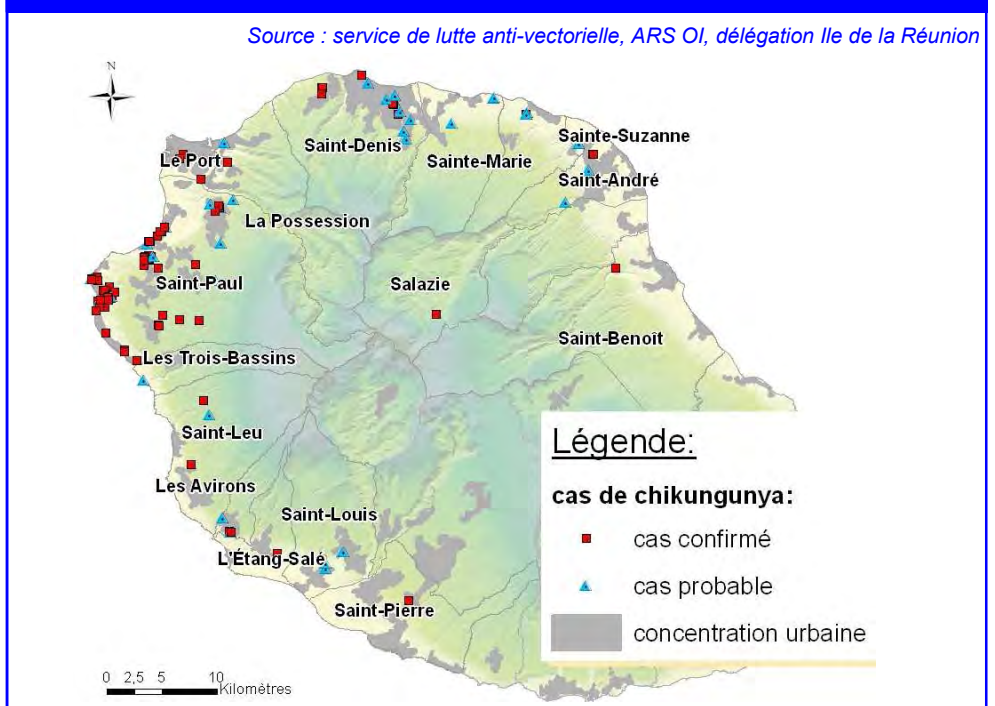 Source : service de lutte anti-vectorielle, ARS OI, délégation Ile de la Réunion
N
Saint-Denis
Sainte-Marie
Sainte-Suzanne
Le Port
Saint-André
La Possession
Saint-Paul
Salazie
Saint-Benoît
Les Trois-Bassins
Saint-Leu
Les Avirons
Saint-Louis
L'Étang-Salé
Saint-Pierre
Légende:
cas de chikungunya:
cas confirmé
cas probable
concentration urbaine
0 2,5 5 10
Kilomètres